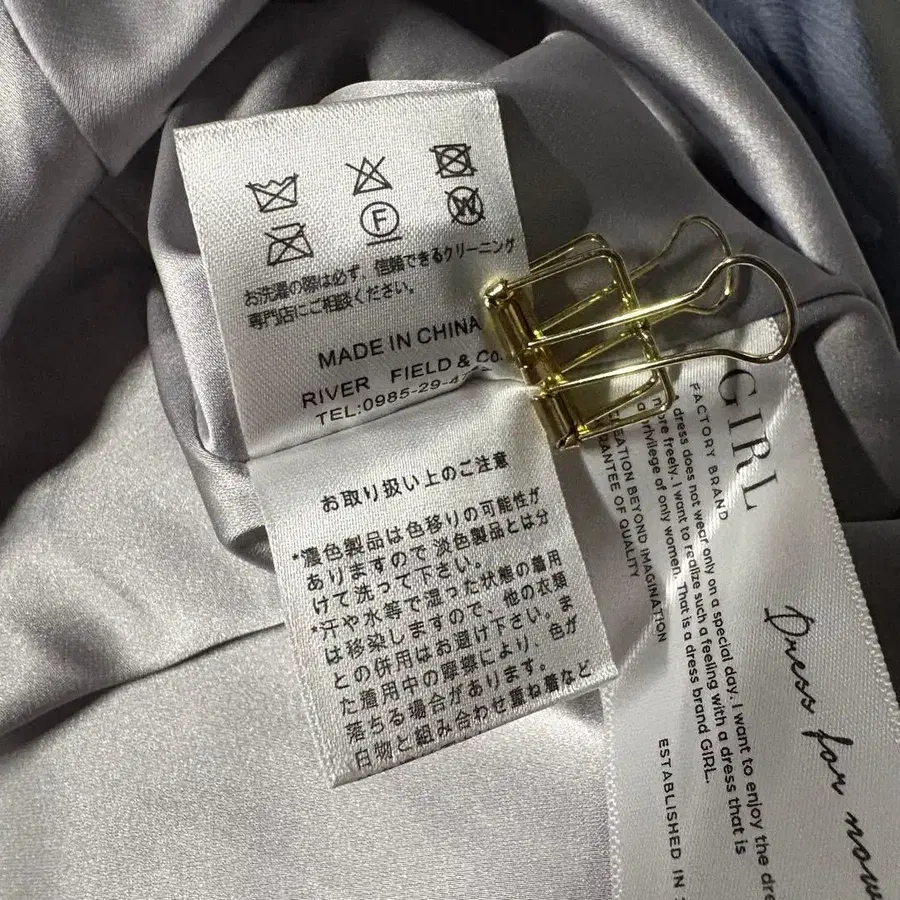 F
W
お洗濯の際は必ず、信頼できるクリーニング
専門店にご相談ください。
MADE IN CHINA
RIVER FIELD & Co.
TEL:0985-29-4
お取り扱い上のご注意
*濃色製品は色移りの可能性が
ありますので淡色製品とは分
けて洗って下さい。
*汗や水等で湿った状態の着用
は移染しますので、他の衣類
との併用はお避け下さい。ま
た着用中の摩擦により、色が
落ちる場合があります。
と組み合わせ重ね着など
GIRL
FACTORY BRAND
dress does not wear only on a special day. I want to enjoy the
more freely. I want to realize such a feeling with a dress that is
a privilege of only women. That is a dress brand GIRL.
CREATION BEYOND IMAGINATION
GUARANTEE OF QUALITY
ESTABLISHED IN
Dress for now